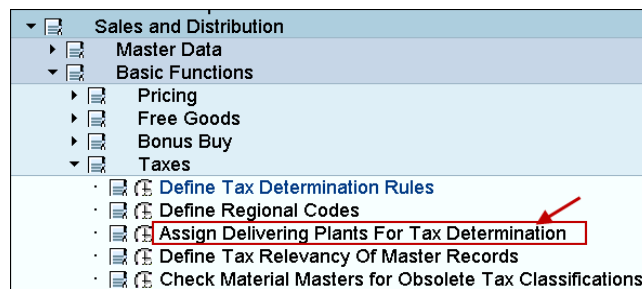 Sales and Distribution
Master Data
Basic Functions
Pricing
Free Goods
Bonus Buy
Taxes
Define Tax Determination Rules
Define Regional Codes
Assign Delivering Plants For Tax Determination
Define Tax Relevancy Of Master Records
Check Material Masters for Obsolete Tax Classifications